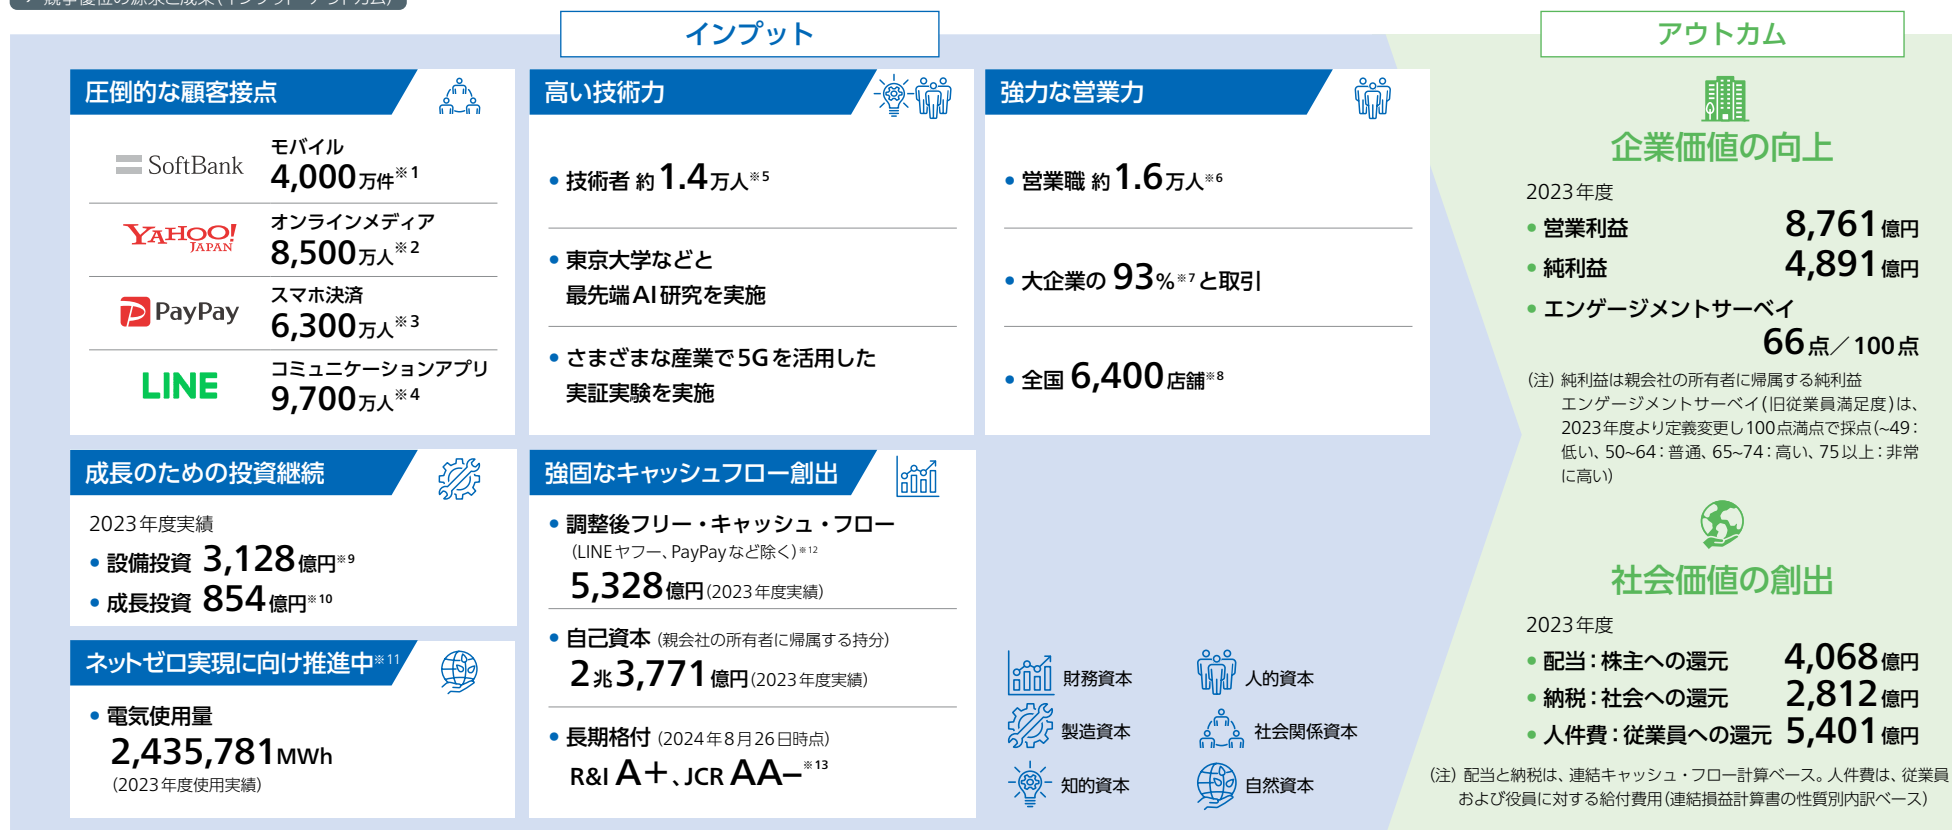 競争優位の源泉と成果(インプット・アウトカム)
インプット
アウトカム
圧倒的な顧客接点
SoftBank
モバイル
4,000万件※1
YAHOO!
JAPAN
オンラインメディア
8,500万人※2
PayPay
スマホ決済
6,300万人※3
LINE
コミュニケーションアプリ
9,700万人※4
高い技術力
• 技術者 約1.4万人※5
• 東京大学などと
最先端AI研究を実施
• さまざまな産業で5Gを活用した
実証実験を実施
強力な営業力
• 営業職 約1.6万人※6
• 大企業の93%※7と取引
• 全国6,400店舗※8
成長のための投資継続
2023年度実績
• 設備投資 3,128億円※9
• 成長投資 854億円※10
ネットゼロ実現に向け推進中※11
• 電気使用量
2,435,781MWh
(2023年度使用実績)
強固なキャッシュフロー創出
• 調整後フリー・キャッシュ・フロー
(LINEヤフー、PayPayなど除く)※12
5,328億円(2023年度実績)
• 自己資本 (親会社の所有者に帰属する持分)
2兆3,771億円(2023年度実績)
• 長期格付 (2024年8月26日時点)
R&I A+、JCR AA–※13
財務資本
人的資本
製造資本
社会関係資本
知的資本
自然資本
企業価値の向上
2023年度
• 営業利益 8,761億円
• 純利益 4,891億円
• エンゲージメントサーベイ
66点/100点
(注) 純利益は親会社の所有者に帰属する純利益
エンゲージメントサーベイ(旧従業員満足度)は、
2023年度より定義変更し100点満点で採点(~49:
低い、50~64:普通、65~74:高い、75以上:非常
に高い)
社会価値の創出
2023年度
• 配当:株主への還元 4,068億円
• 納税:社会への還元 2,812億円
• 人件費:従業員への還元 5,401億円
(注) 配当と納税は、連結キャッシュ・フロー計算ベース。人件費は、従業員
および役員に対する給付費用(連結損益計算書の性質別内訳ベース)